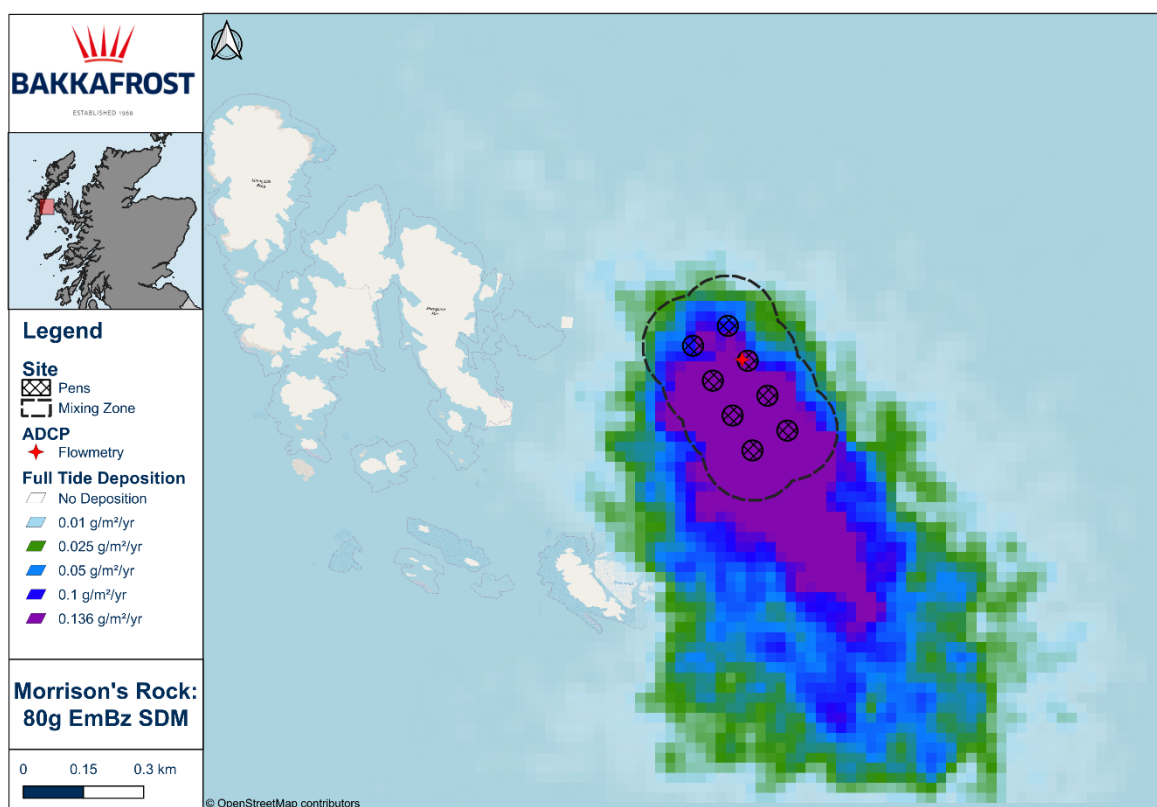 BAKKAFROST
ESTABLISHED 1968
Legend
Site
Pens
Mixing Zone
ADCP
Flowmetry
Full Tide Deposition
No Deposition
0.01 g/m²/yr
0.025 g/m²/yr
0.05 g/m²/yr
0.1 g/m²/yr
0.136 g/m²/yr
Morrison's Rock:
80g EmBz SDM
0 0.15 0.3 km
© OpenStreetMap contributors